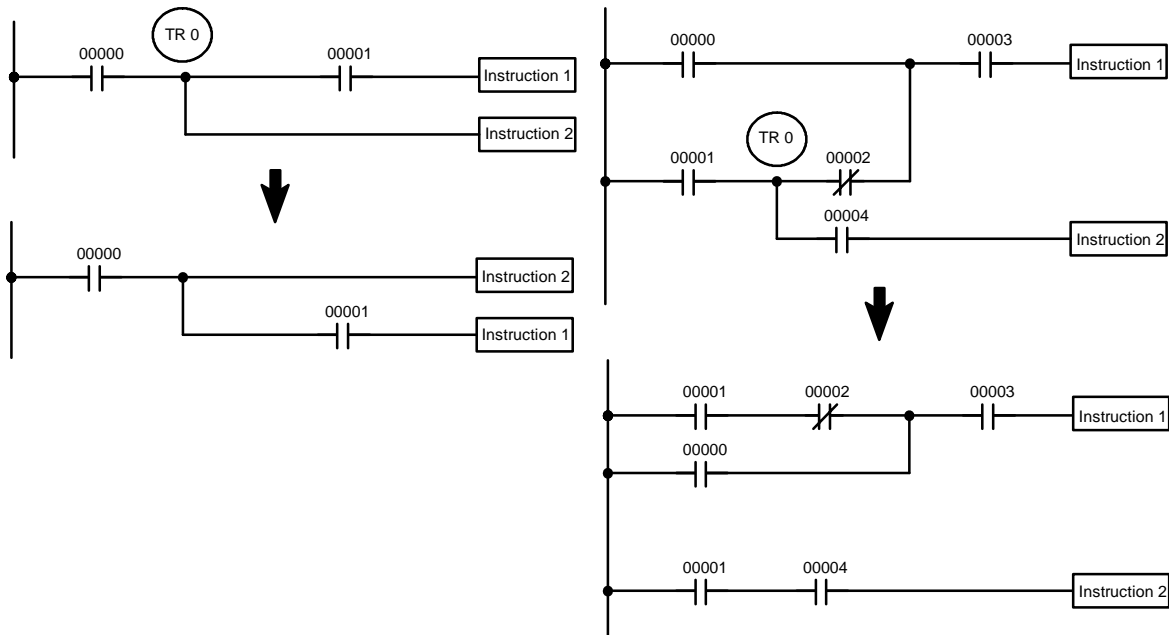 TR 0
00000
00001
Instruction 1
Instruction 2
00000
Instruction 2
00001
Instruction 1
00000
00003
Instruction 1
TR 0
00001
00002
00004
Instruction 2
00001
00002
00003
Instruction 1
00000
00001
00004
Instruction 2